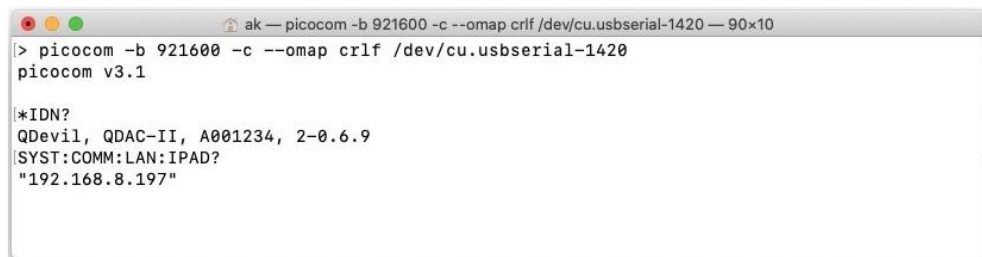 ak — picocom -b 921600 -c --omap crlf /dev/cu.usbserial-1420 — 90×10
[> picocom -b 921600 -c --omap crlf /dev/cu.usbserial-1420
picocom v3.1
[*IDN?
QDevil, QDAC-II, A001234, 2-0.6.9
[SYST:COMM:LAN:IPAD?
"192.168.8.197"